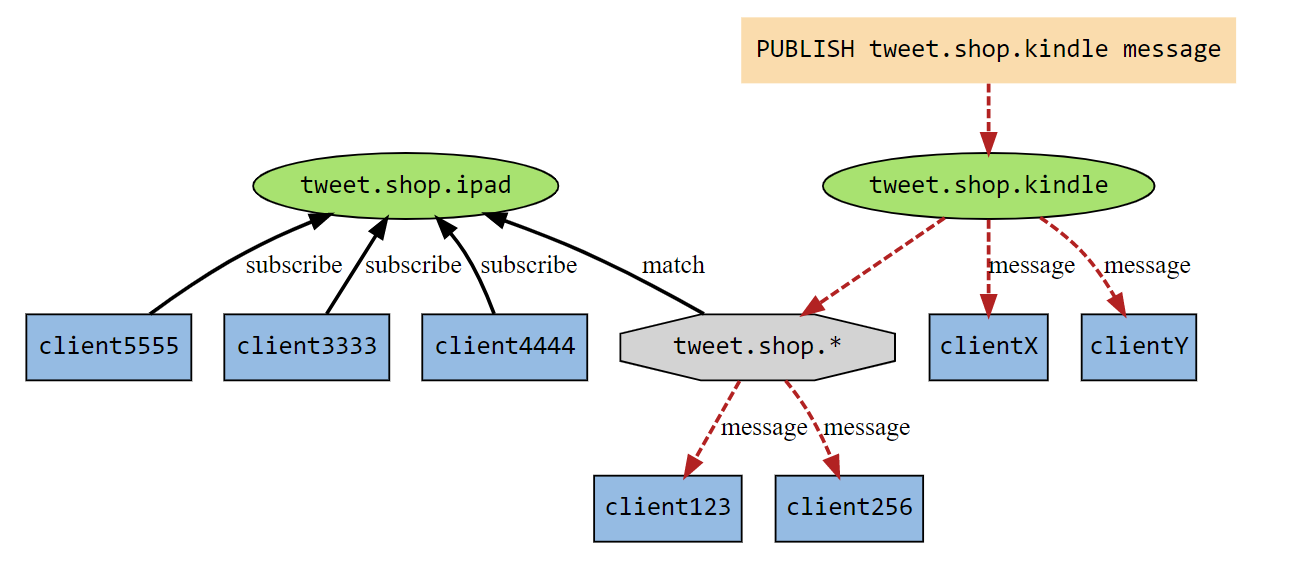 PUBLISH tweet.shop.kindle message
tweet.shop.ipad
tweet.shop.kindle
subscribe
subscribe
subscribe
match
message
message
client5555
client3333
client4444
tweet.shop.*
clientX
clientY
message
message
client123
client256